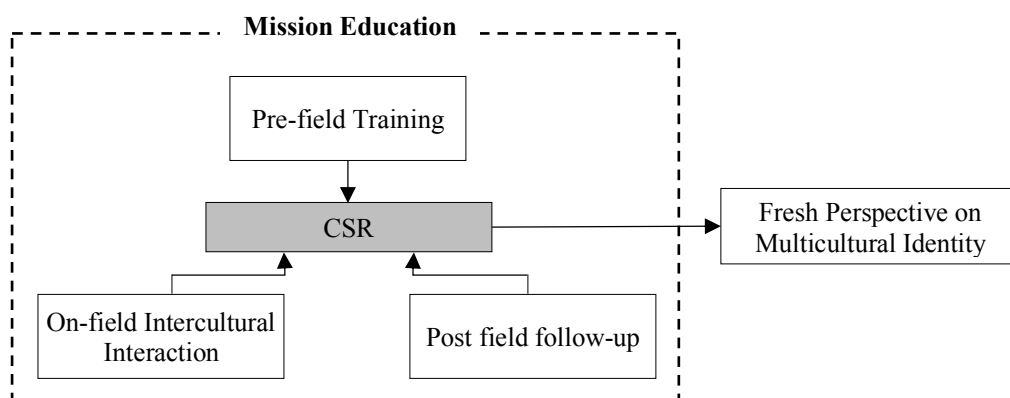 Mission Education
Pre-field Training
CSR
Fresh Perspective on
Multicultural Identity
On-field Intercultural
Interaction
Post field follow-up